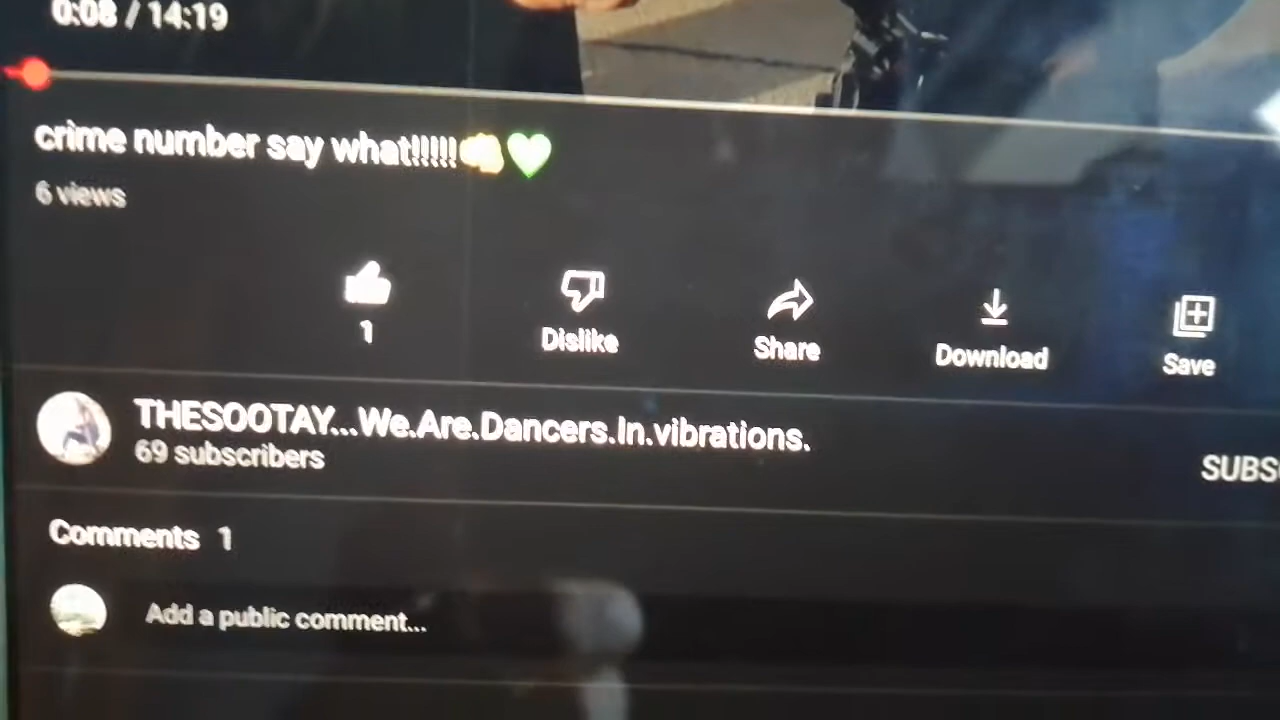 0:08 / 14:19
crime number say what!!!!!👊💚
6 views
1
Dislike
Share
Download
Save
THESOOTAY...We.Are.Dancers.In.vibrations.
69 subscribers
SUBS
Comments 1
Add a public comment...